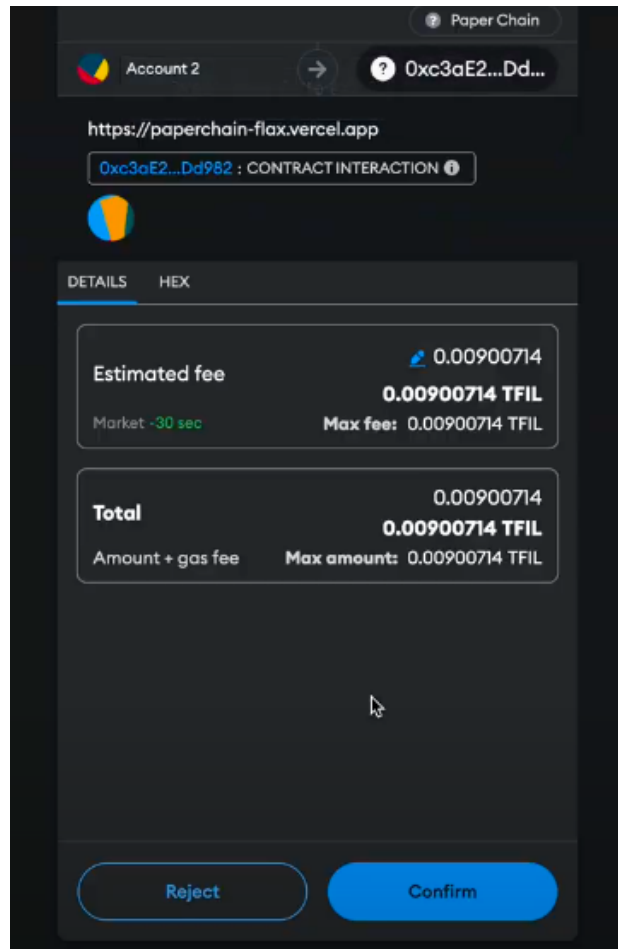 Paper Chain
Account 2
0xc3aE2...Dd...
https://paperchain-flax.vercel.app
0xc3aE2...Dd982 : CONTRACT INTERACTION
DETAILS HEX
0.00900714
Estimated fee
0.00900714 TFIL
Market ~30 sec Max fee: 0.00900714 TFIL
0.00900714
Total
0.00900714 TFIL
Amount + gas fee Max amount: 0.00900714 TFIL
Reject Confirm